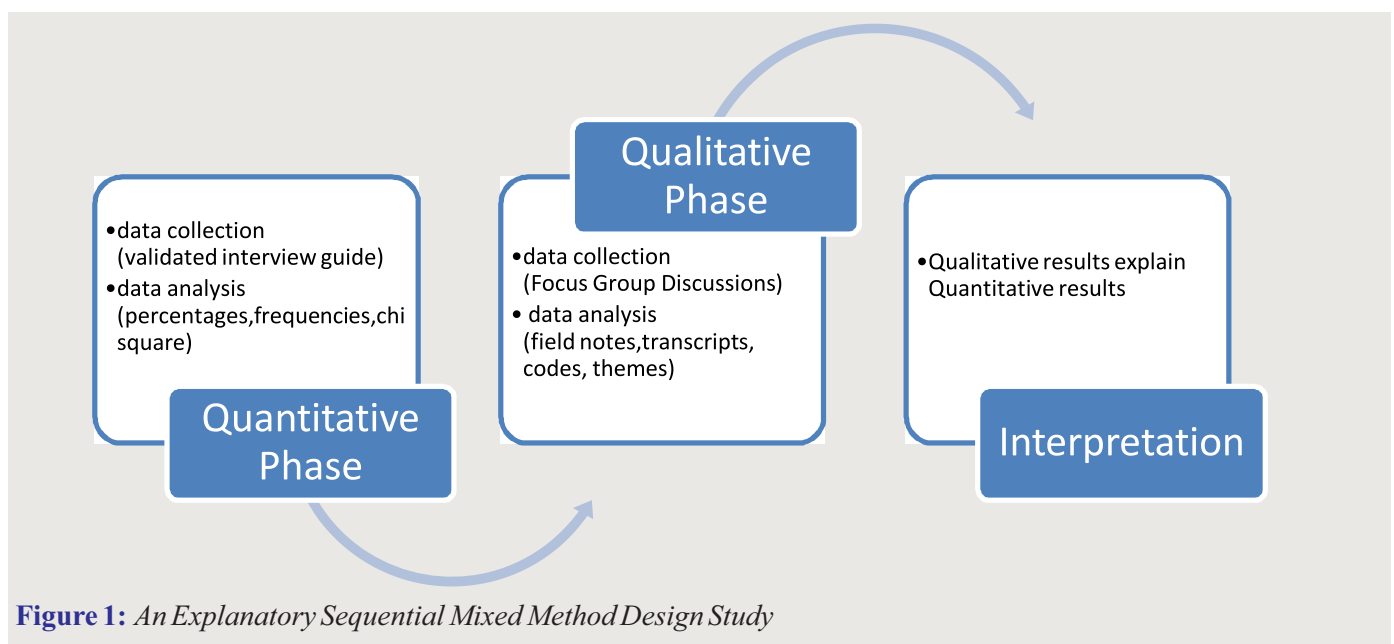 •data collection
(validated interview guide)
•data analysis
(percentages,frequencies,chi
square)
Quantitative
Phase
Qualitative
Phase
•data collection
(Focus Group Discussions)
• data analysis
(field notes,transcripts,
codes, themes)
•Qualitative results explain
Quantitative results
Interpretation
Figure 1: An Explanatory Sequential Mixed Method Design Study